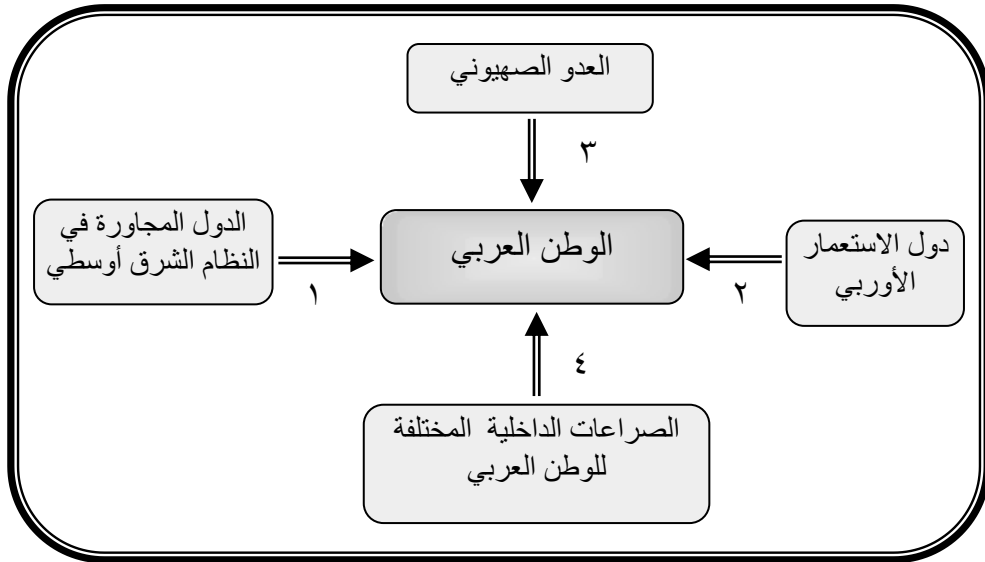 العدو الصهيوني
٣
الدول المجاورة في
النظام الشرق أوسطي
١
الوطن العربي
دول الاستعمار
الأوربي
٢
٤
الصراعات الداخلية المختلفة
للوطن العربي